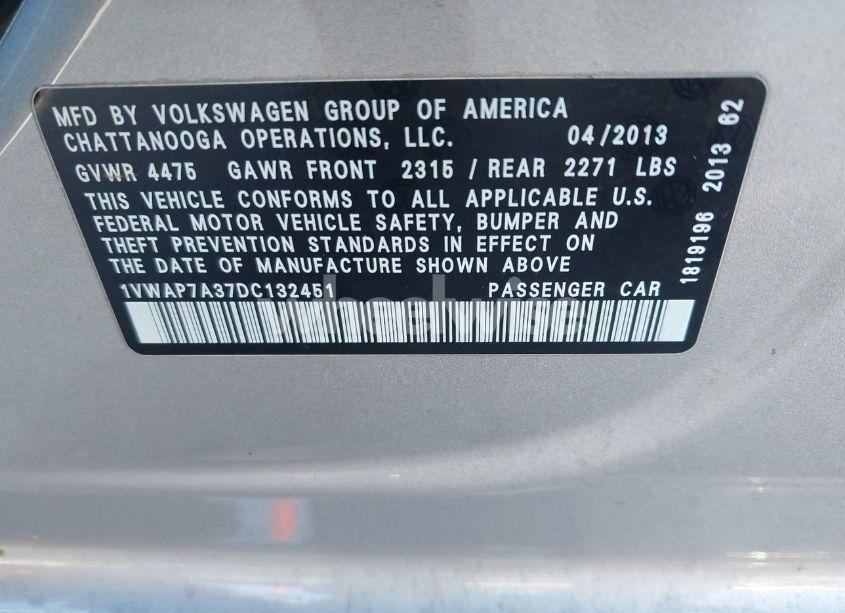 MFD BY VOLKSWAGEN GROUP OF AMERICA
CHATTANOOGA OPERATIONS, LLC. 04/2013
GVWR 4475 GAWR FRONT 2315 / REAR 2271 LBS
THIS VEHICLE CONFORMS TO ALL APPLICABLE U.S.
FEDERAL MOTOR VEHICLE SAFETY, BUMPER AND
THEFT PREVENTION STANDARDS IN EFFECT ON
THE DATE OF MANUFACTURE SHOWN ABOVE
1VWAP7A37DC132451 PASSENGER CAR
1819196 2013 62